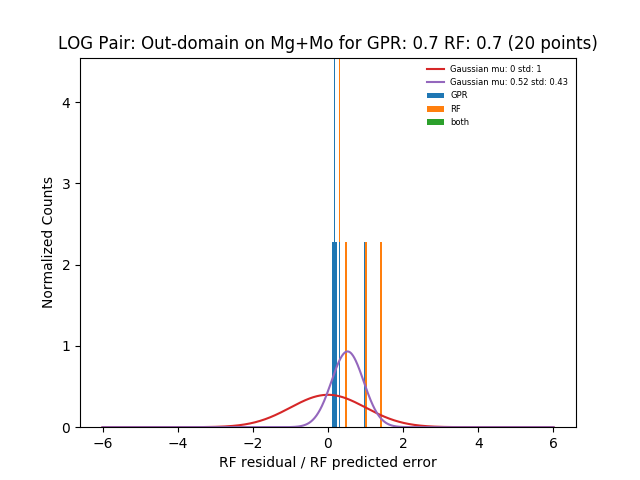 LOG Pair: Out-domain on Mg+Mo for GPR: 0.7 RF: 0.7 (20 points)
Gaussian mu: 0 std: 1
Gaussian mu: 0.52 std: 0.43
GPR
RF
both
Normalized Counts
4
3
2
1
0
−6 −4 −2 0 2 4 6
RF residual / RF predicted error